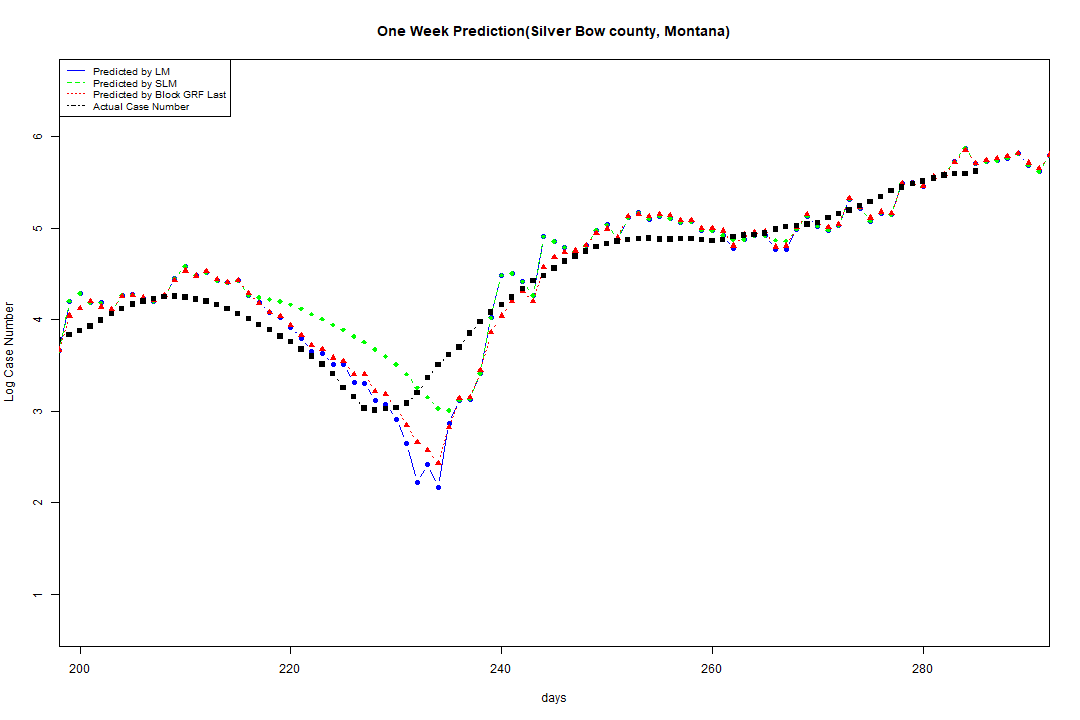 One Week Prediction(Silver Bow county, Montana)
Predicted by LM
Predicted by SLM
Predicted by Block GRF Last
Actual Case Number
6
5
4
3
2
1
Log Case Number
200 220 240 260 280
days